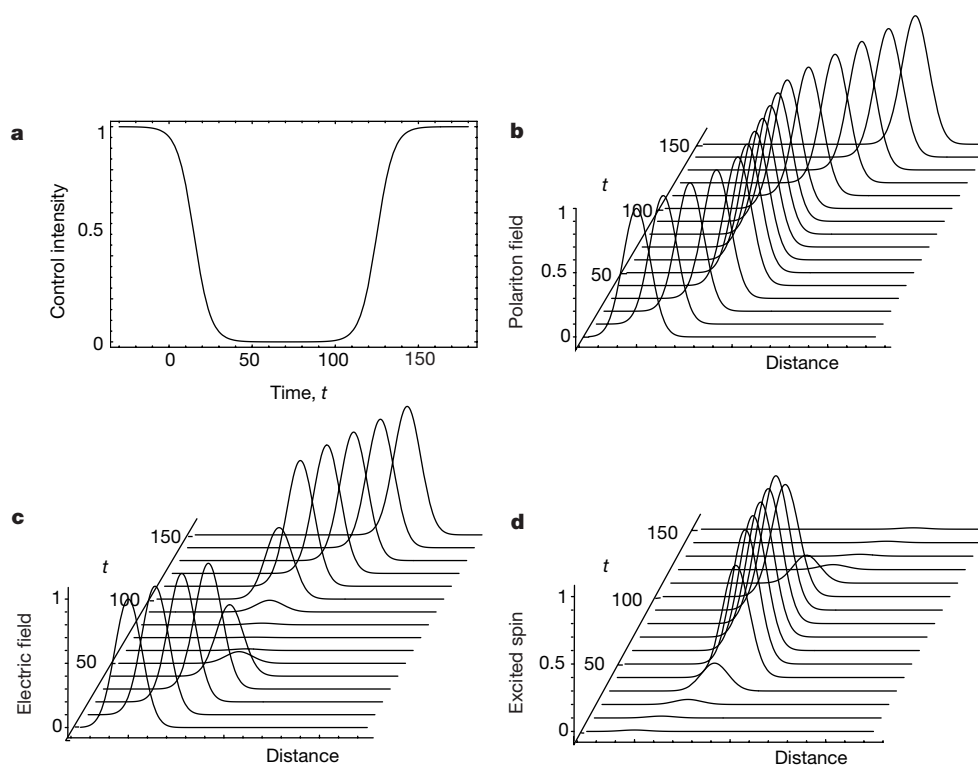 a
1
0.5
0
Control intensity
0
50
100
150
Time, t
b
150
t
100
50
1
0.5
0
Polariton field
Distance
c
150
t
100
50
1
0
Electric field
Distance
d
150
t
100
50
1
0.5
0
Excited spin
Distance